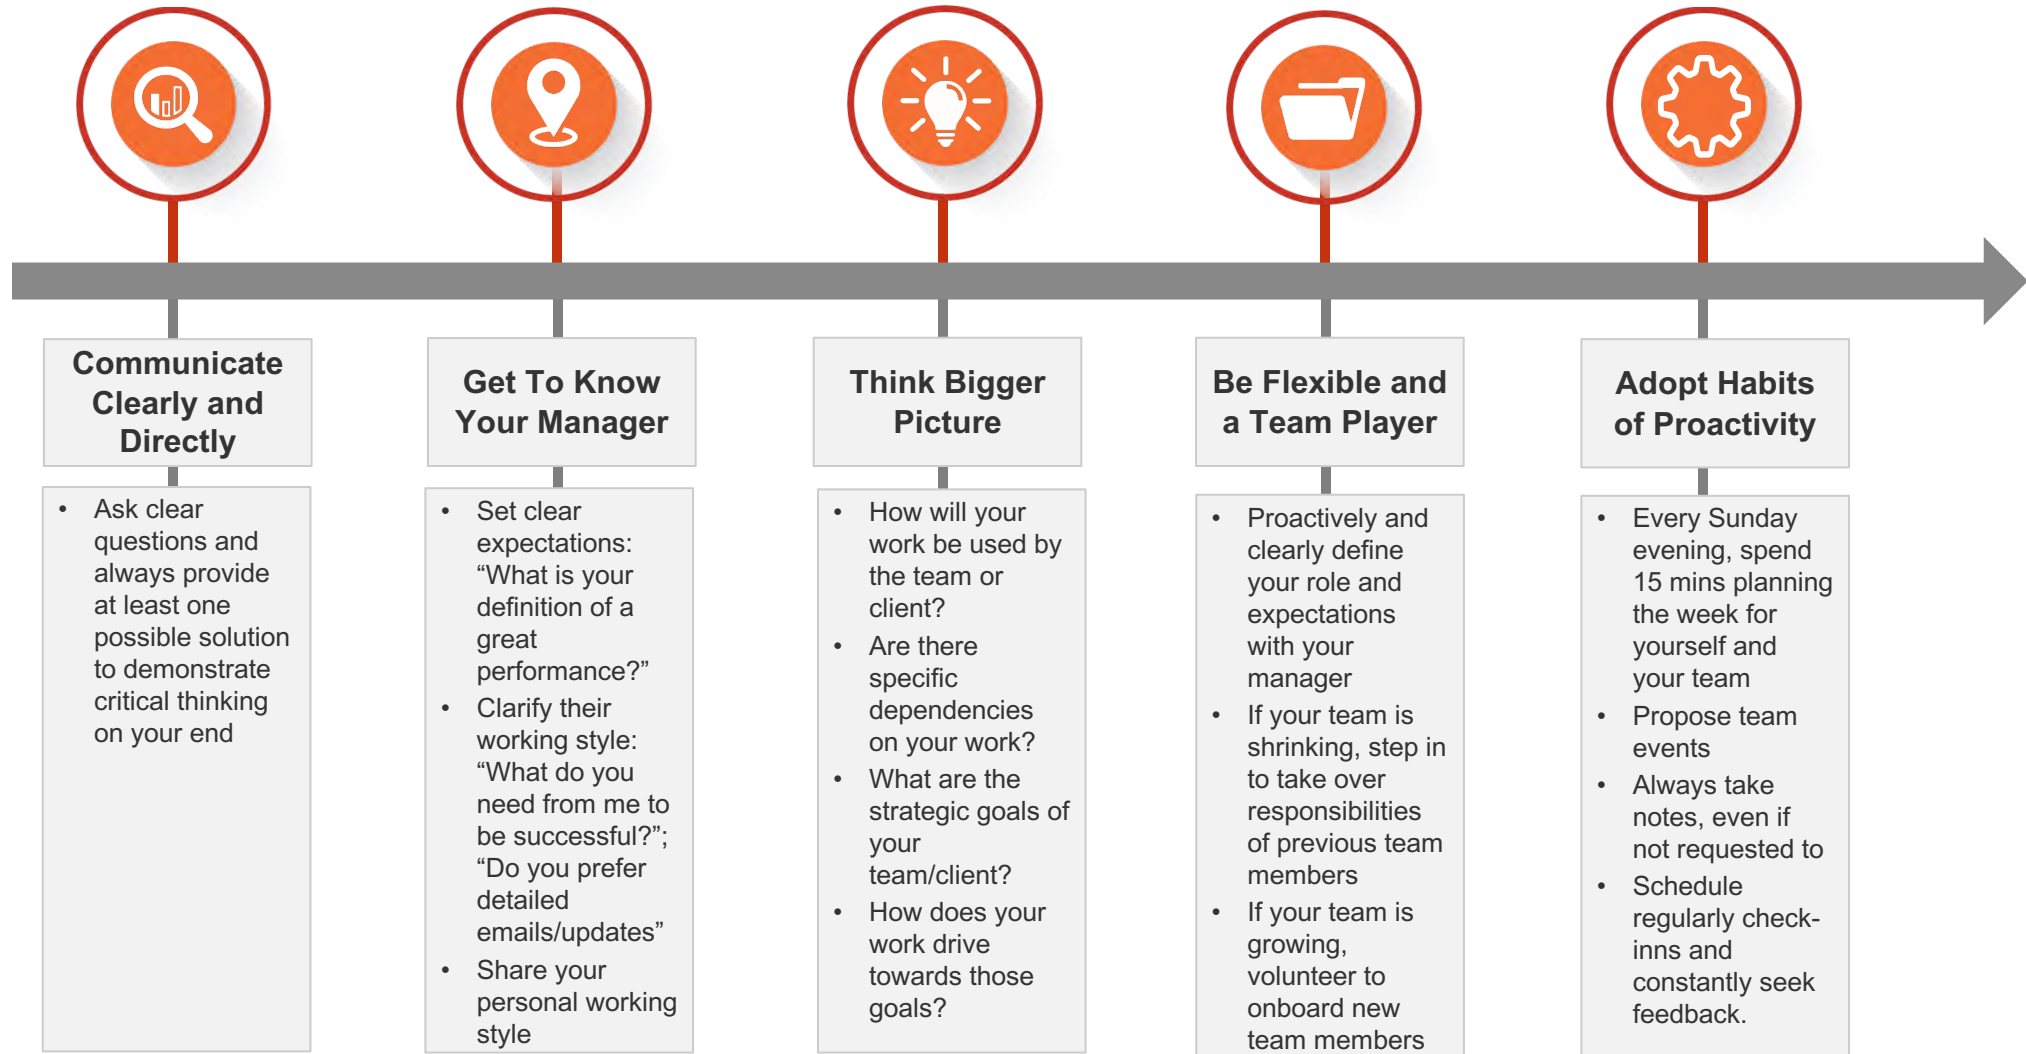 Communicate
Clearly and
Directly
• Ask clear
questions and
always provide
at least one
possible solution
to demonstrate
critical thinking
on your end
Get To Know
Your Manager
• Set clear
expectations:
“What is your
definition of a
great
performance?”
• Clarify their
working style:
“What do you
need from me to
be successful?”;
“Do you prefer
detailed
emails/updates”
• Share your
personal working
style
Think Bigger
Picture
• How will your
work be used by
the team or
client?
• Are there
specific
dependencies
on your work?
• What are the
strategic goals of
your
team/client?
• How does your
work drive
towards those
goals?
Be Flexible and
a Team Player
• Proactively and
clearly define
your role and
expectations
with your
manager
• If your team is
shrinking, step in
to take over
responsibilities
of previous team
members
• If your team is
growing,
volunteer to
onboard new
team members
Adopt Habits
of Proactivity
• Every Sunday
evening, spend
15 mins planning
the week for
yourself and
your team
• Propose team
events
• Always take
notes, even if
not requested to
• Schedule
regularly check-
inns and
constantly seek
feedback.